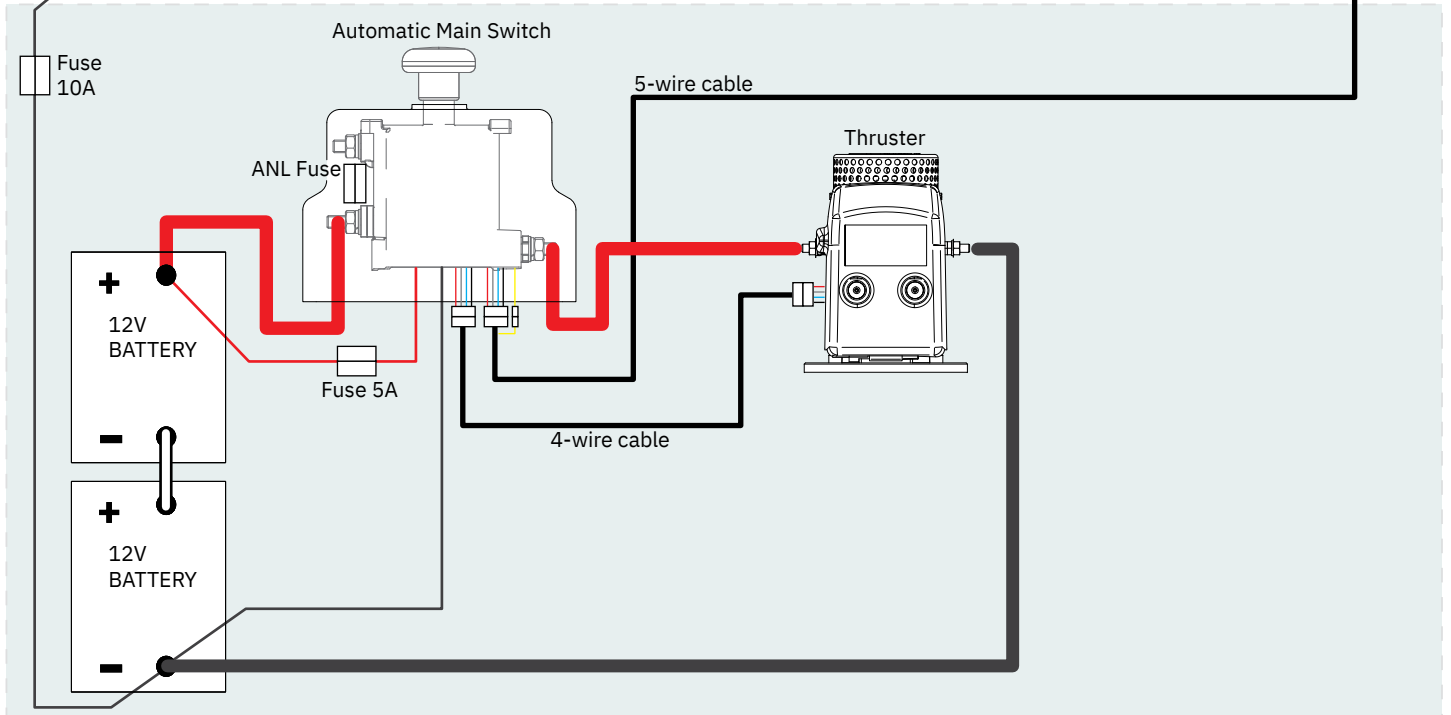 Automatic Main Switch
Fuse
10A
5-wire cable
Thruster
ANL Fuse
+
12V
BATTERY
Fuse 5A
-
4-wire cable
+
12V
BATTERY
-